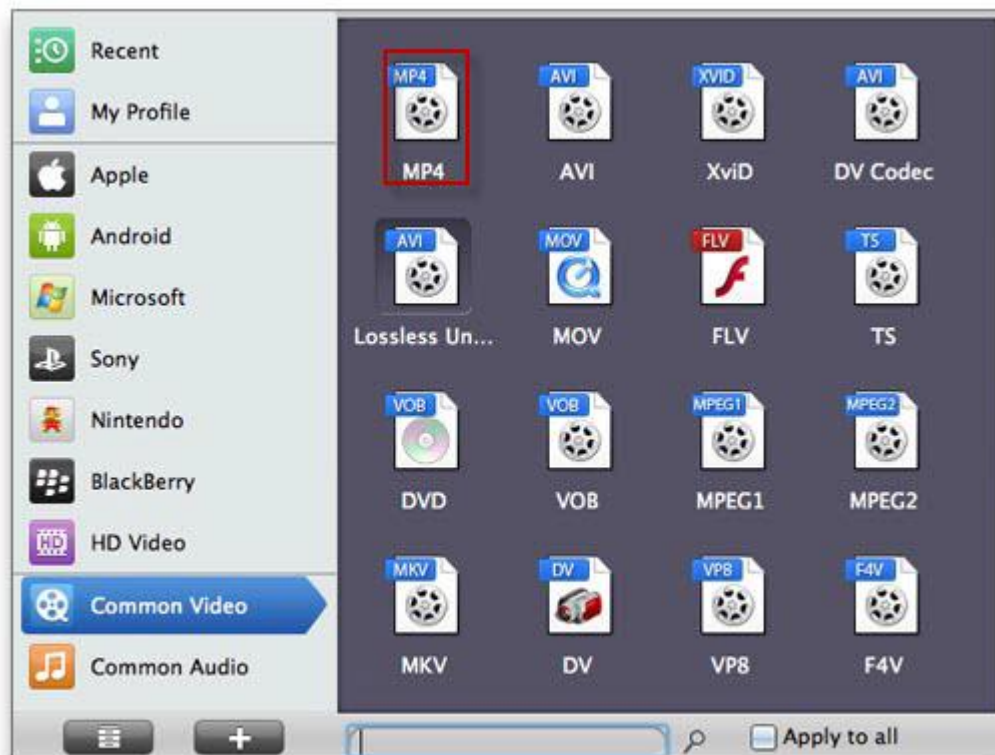 Recent
My Profile
Apple
Android
Microsoft
Sony
Nintendo
BlackBerry
HD
HD Video
Common Video
Common Audio
MP4
MP4
AVI
AVI
XVID
XviD
AVI
DV Codec
AVI
Lossless Un...
MOV
MOV
FLV
FLV
TS
TS
VOB
DVD
VOB
VOB
MPEG1
MPEG1
MPEG2
MPEG2
MKV
MKV
DV
DV
VP8
VP8
F4V
F4V
Apply to all